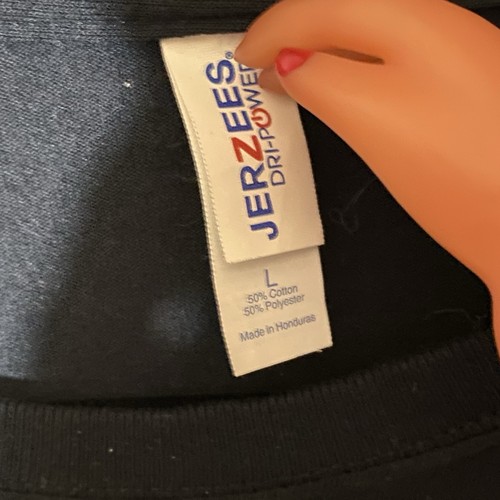 JERZEES®
DRI-POWER
L
50% Cotton
50% Polyester
Made in Honduras